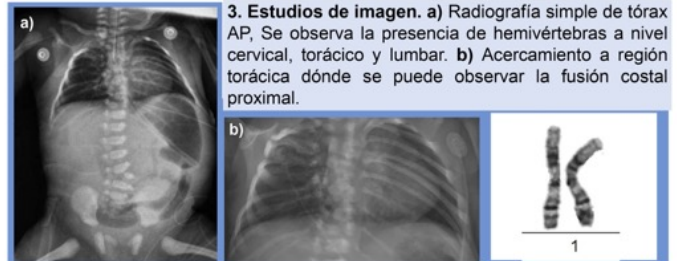 a)
3. Estudios de imagen. a) Radiografía simple de tórax
AP, Se observa la presencia de hemivértebras a nivel
cervical, torácico y lumbar. b) Acercamiento a región
torácica dónde se puede observar la fusión costal
proximal.
b)
1